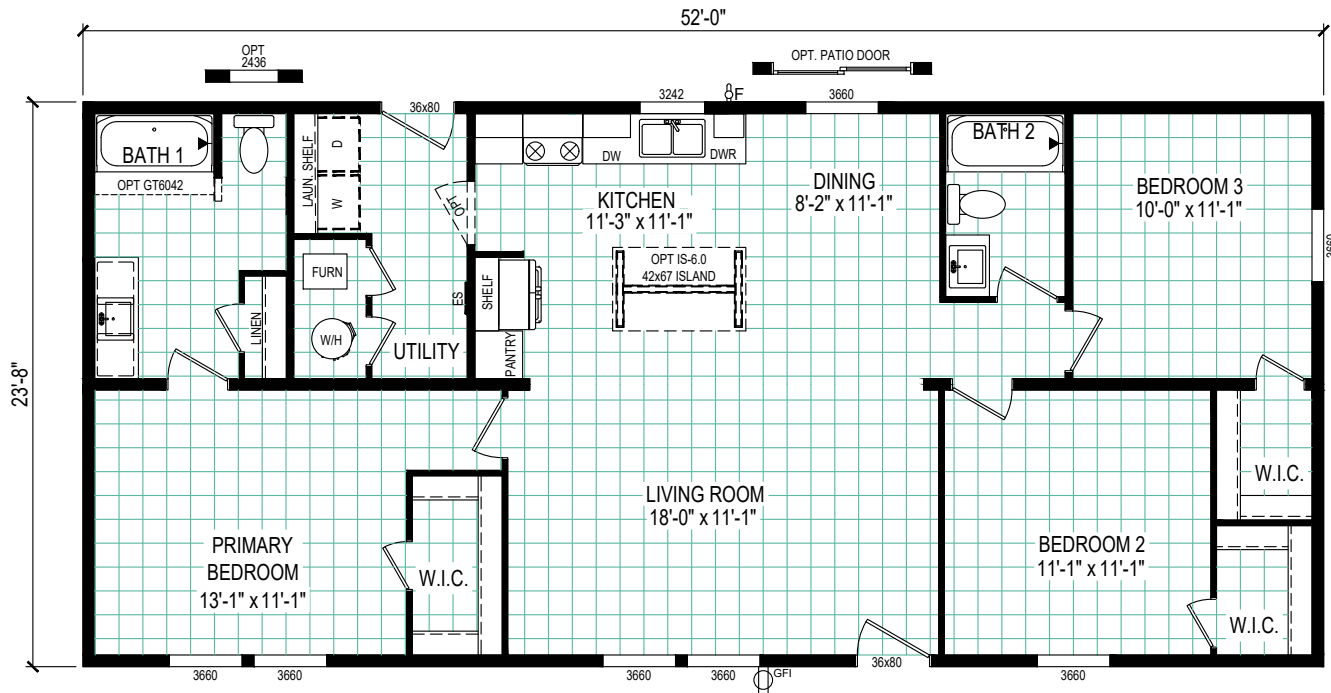 52'-0"
OPT
2436
OPT. PATIO DOOR
36x80
3242
F
3660
BATH 1
OPT GT6042
LAUN. SHELF
D
W
OPT
KITCHEN
11'-3" x 11'-1"
DW
DWR
DINING
8'-2" x 11'-1"
BATH 2
BEDROOM 3
10'-0" x 11'-1"
3660
OPT IS-6.0
42x67 ISLAND
FURN
ES
SHELF
LINEN
W/H
UTILITY
PANTRY
23'-8"
W.I.C.
LIVING ROOM
18'-0" x 11'-1"
PRIMARY
BEDROOM
13'-1" x 11'-1"
W.I.C.
BEDROOM 2
11'-1" x 11'-1"
W.I.C.
3660
3660
3660
3660
GFI
36x80
3660